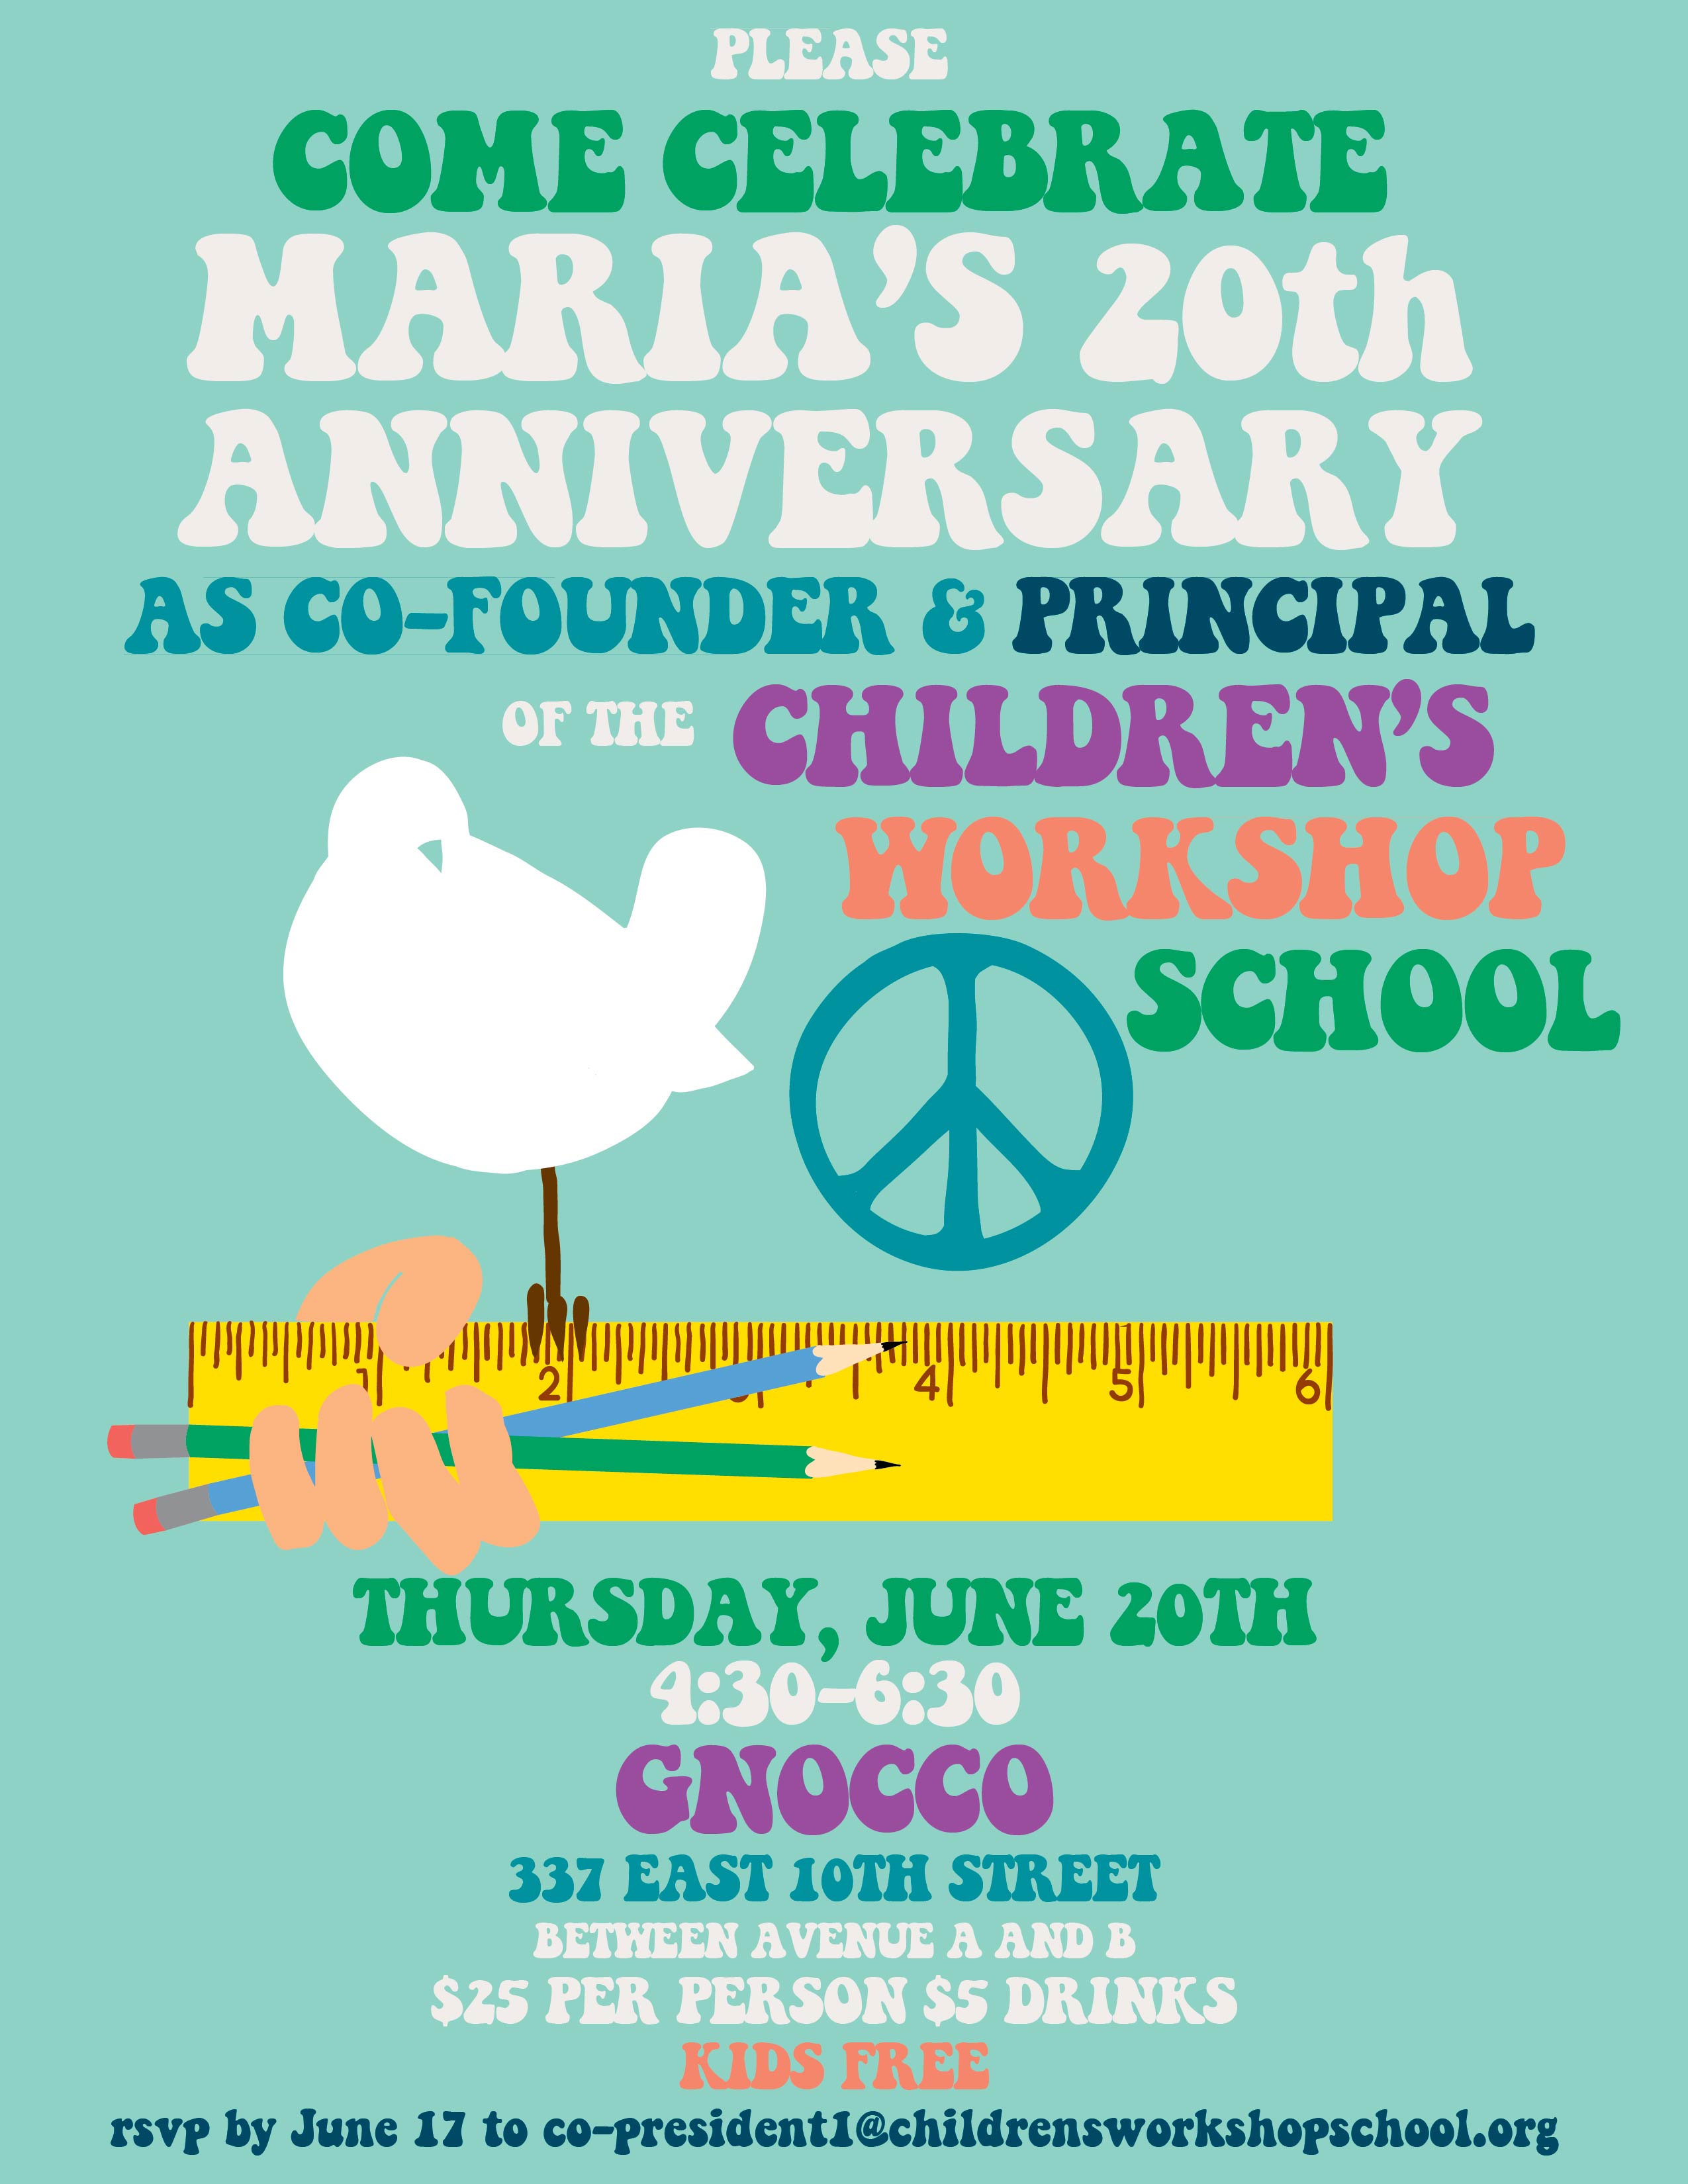 PLEASE
COME CELEBRATE
MARIA'S 20th
ANNIVERSARY
AS CO-FOUNDER & PRINCIPAL
OF THE CHILDREN'S
WORKSHOP
SCHOOL
1 2 3 4 5 6
THURSDAY, JUNE 20TH
4:30–6:30
GNOCCO
337 EAST 10TH STREET
BETWEEN AVENUE A AND B
$25 PER PERSON $5 DRINKS
KIDS FREE
rsvp by June 17 to co-president1@childrensworkshopschool.org